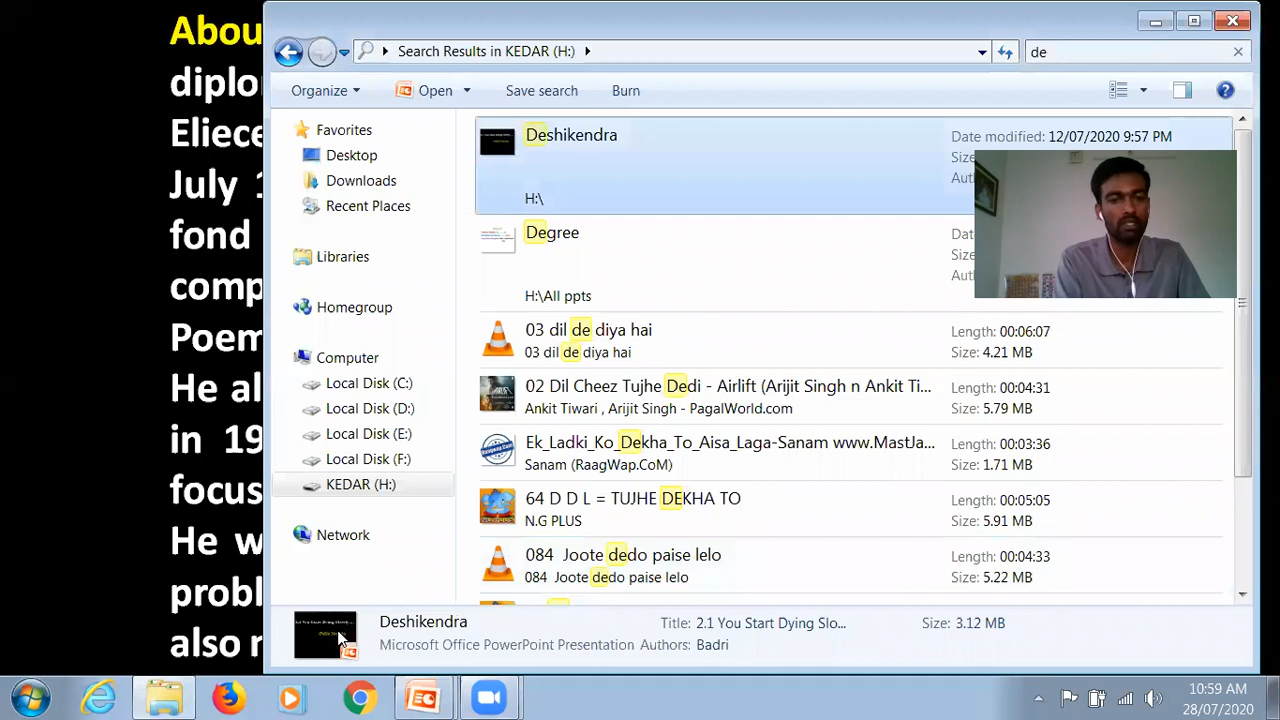 Abou
diplo
Eliece
July 1
fond
comp
Poem
He al
in 19
focus
He w
probl
also r
Search Results in KEDAR (H:)
de
Organize
Open
Save search
Burn
Favorites
Desktop
Downloads
Recent Places
Libraries
Homegroup
Computer
Local Disk (C:)
Local Disk (D:)
Local Disk (E:)
Local Disk (F:)
KEDAR (H:)
Network
Deshikendra
Date modified: 12/07/2020 9:57 PM
Size
Aut
H:\
Degree
Dat
Size
Aut
H:\All ppts
03 dil de diya hai
Length: 00:06:07
03 dil de diya hai
Size: 4.21 MB
02 Dil Cheez Tujhe Dedi - Airlift (Arijit Singh n Ankit Ti...
Length: 00:04:31
Ankit Tiwari , Arijit Singh - PagalWorld.com
Size: 5.79 MB
Ek_Ladki_Ko_Dekha_To_Aisa_Laga-Sanam www.MastJa...
Length: 00:03:36
Sanam (RaagWap.CoM)
Size: 1.71 MB
64 D D L = TUJHE DEKHA TO
Length: 00:05:05
N.G PLUS
Size: 5.91 MB
084 Joote dedo paise lelo
Length: 00:04:33
084 Joote dedo paise lelo
Size: 5.22 MB
Deshikendra
Title: 2.1 You Start Dying Slo...
Size: 3.12 MB
Microsoft Office PowerPoint Presentation
Authors: Badri
10:59 AM
28/07/2020